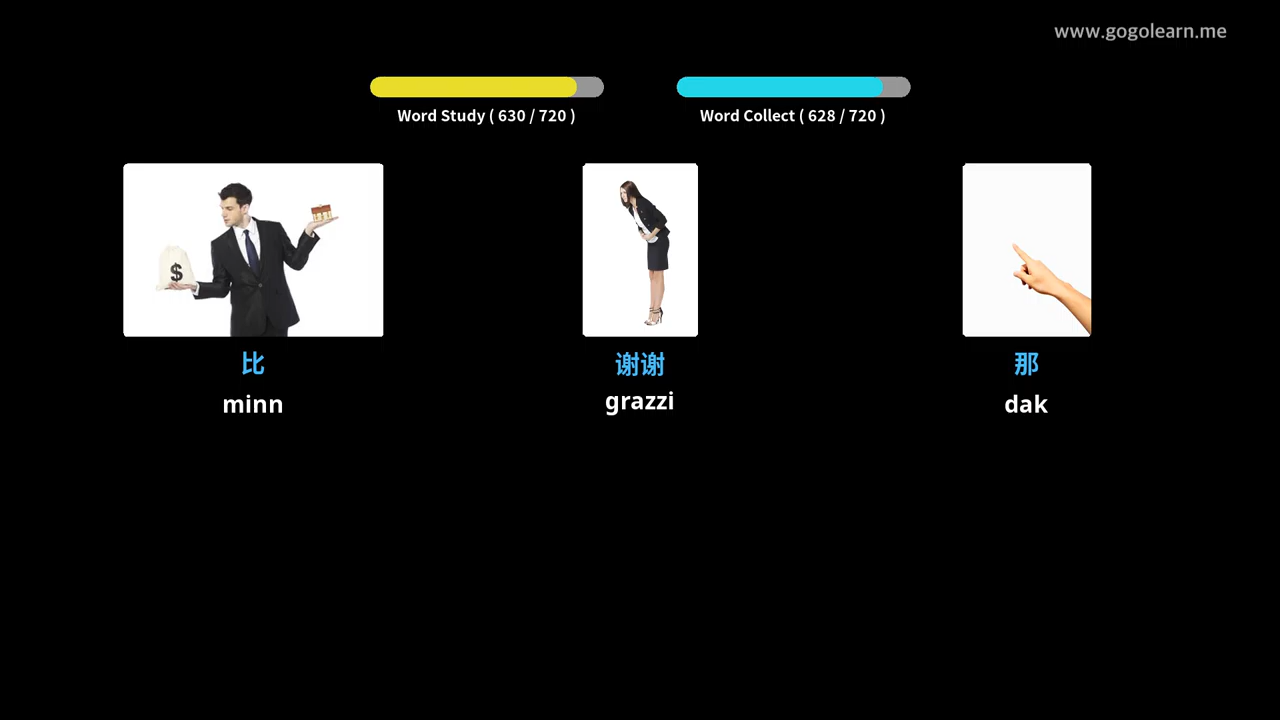 www.gogolearn.me
Word Study ( 630 / 720 )
Word Collect ( 628 / 720 )
$
比
minn
谢谢
grazzi
那
dak